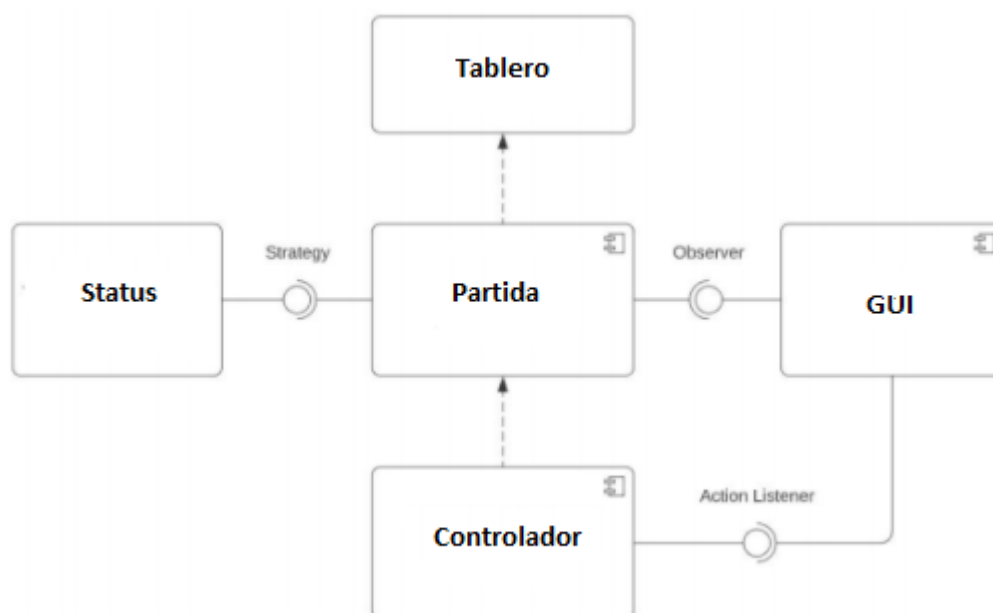 Tablero
Strategy
Observer
Status
Partida
GUI
Action Listener
Controlador